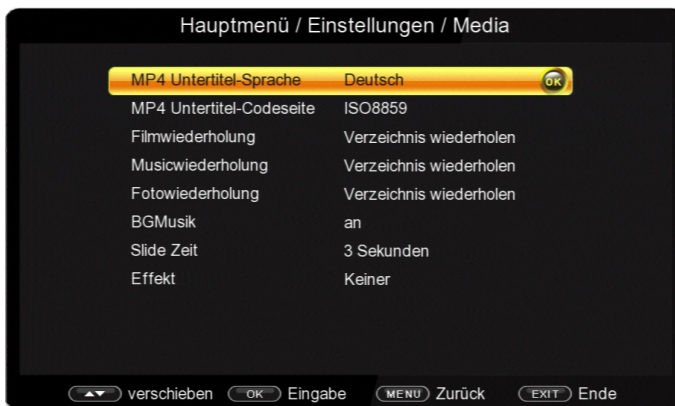 Hauptmenü / Einstellungen / Media
MP4 Untertitel-Sprache Deutsch OK
MP4 Untertitel-Codeseite ISO8859
Filmwiederholung Verzeichnis wiederholen
Musicwiederholung Verzeichnis wiederholen
Fotowiederholung Verzeichnis wiederholen
BGMusik an
Slide Zeit 3 Sekunden
Effekt Keiner
verschieben OK Eingabe MENU Zurück EXIT Ende